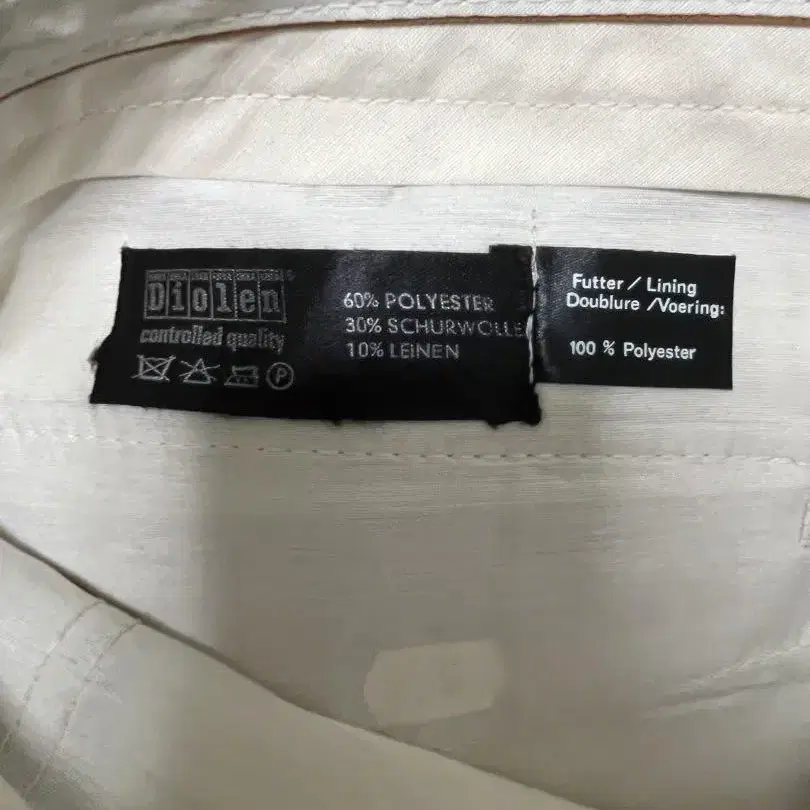 Diolen
controlled quality
P
60% POLYESTER
30% SCHURWOLLE
10% LEINEN
Futter / Lining
Doublure /Voering:
100 % Polyester